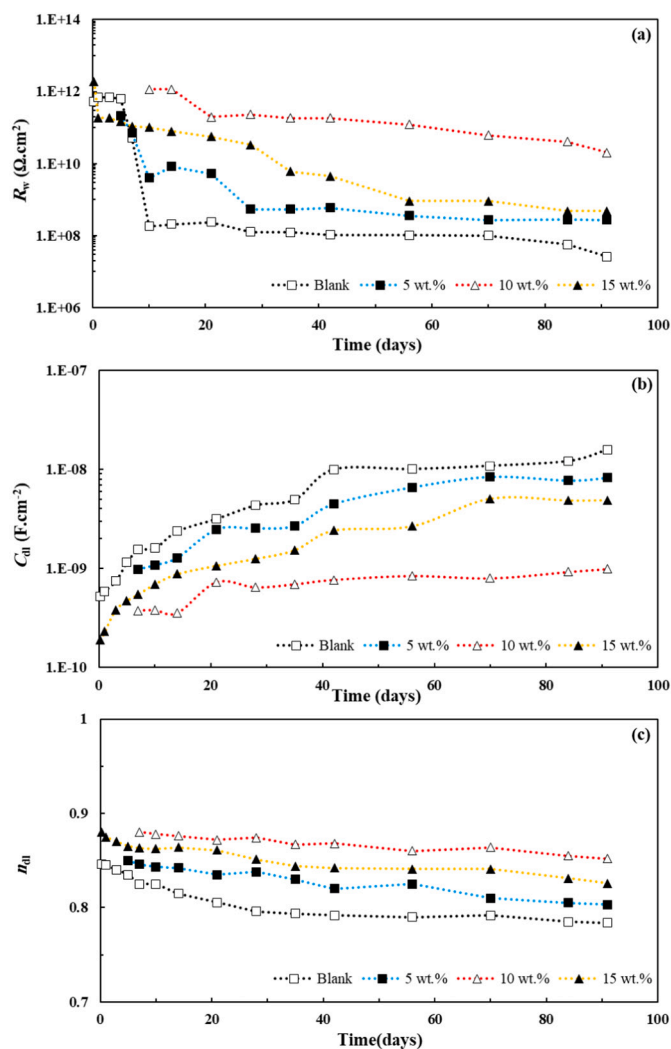 (a)
1.E+14
1.E+12
1.E+10
1.E+08
1.E+06
R_w (Ω.cm²)
Blank 5 wt.% 10 wt.% 15 wt.%
0 20 40 60 80 100
Time (days)
(b)
1.E-07
1.E-08
1.E-09
1.E-10
C_dl (F.cm⁻²)
Blank 5 wt.% 10 wt.% 15 wt.%
0 20 40 60 80 100
Time (days)
(c)
1
0.9
0.8
0.7
n_dl
Blank 5 wt.% 10 wt.% 15 wt.%
0 20 40 60 80 100
Time(days)